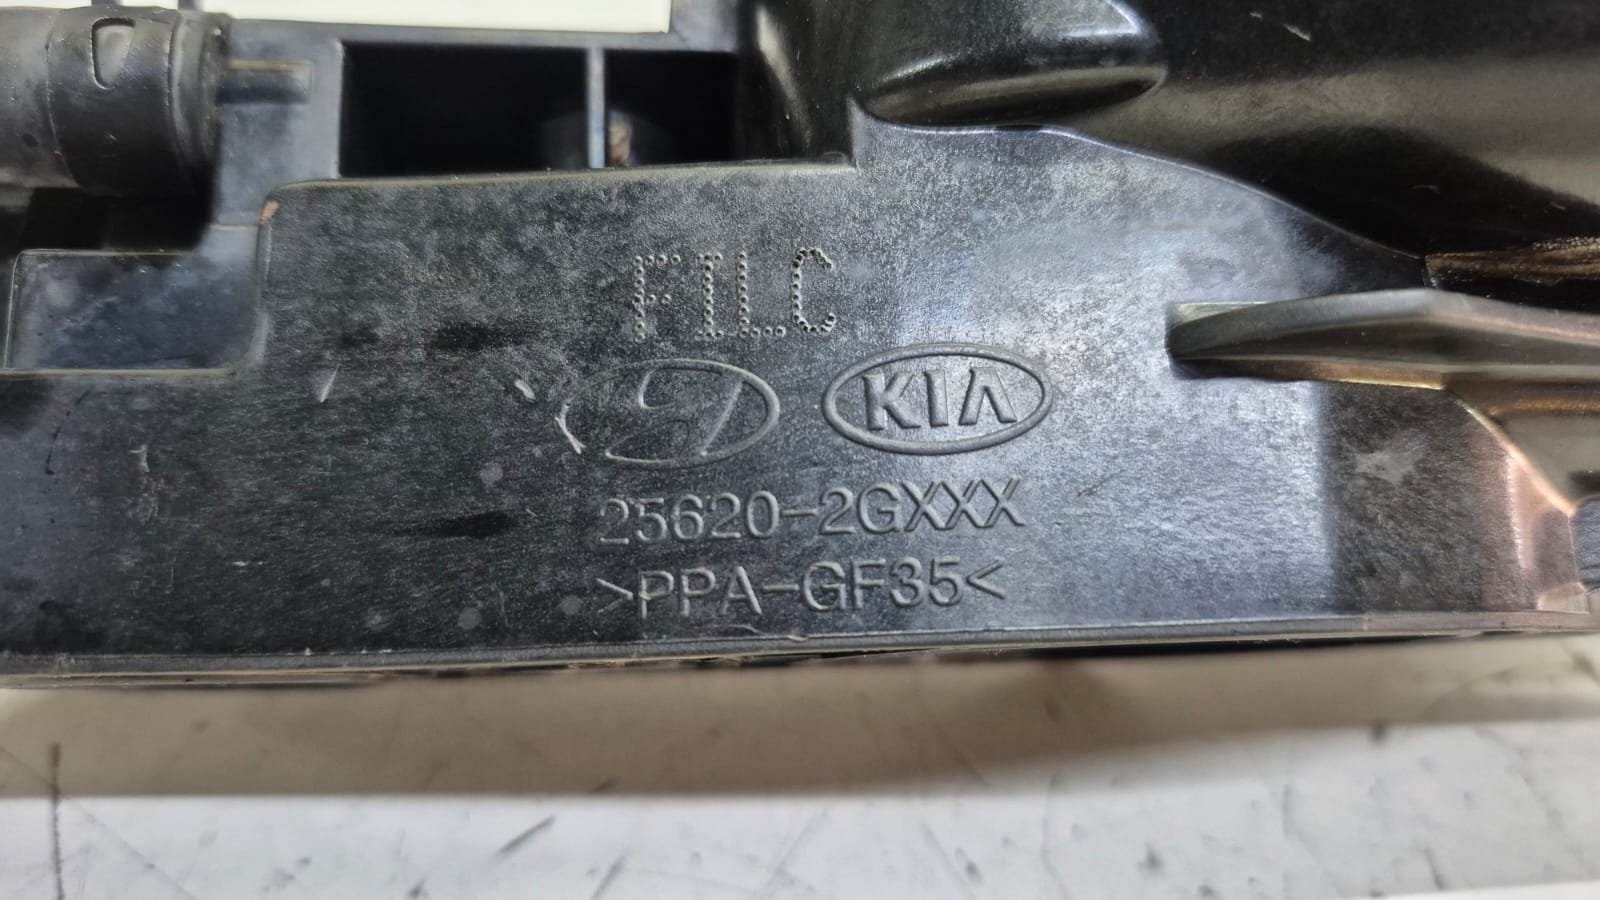 FILC
KIA
25620-2GXXX
>PPA-GF35<